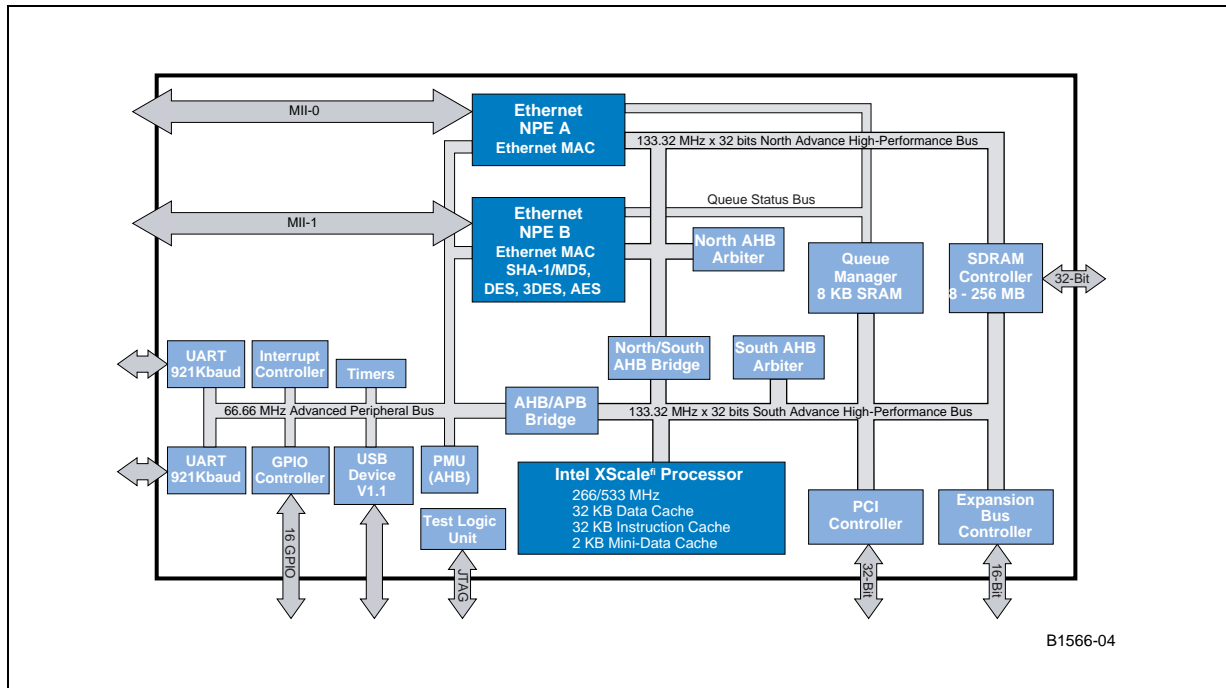 MII-0
Ethernet
NPE A
Ethernet MAC
133.32 MHz x 32 bits North Advance High-Performance Bus
MII-1
Ethernet
NPE B
Ethernet MAC
SHA-1/MD5,
DES, 3DES, AES
Queue Status Bus
North AHB
Arbiter
Queue
Manager
8 KB SRAM
SDRAM
Controller
8 - 256 MB
32-Bit
UART
921Kbaud
Interrupt
Controller
Timers
North/South
AHB Bridge
South AHB
Arbiter
66.66 MHz Advanced Peripheral Bus
AHB/APB
Bridge
133.32 MHz x 32 bits South Advance High-Performance Bus
UART
921Kbaud
GPIO
Controller
USB
Device
V1.1
PMU
(AHB)
Test Logic
Unit
Intel XScalefi Processor
266/533 MHz
32 KB Data Cache
32 KB Instruction Cache
2 KB Mini-Data Cache
PCI
Controller
Expansion
Bus
Controller
16 GPIO
JTAG
32-Bit
16-Bit
B1566-04